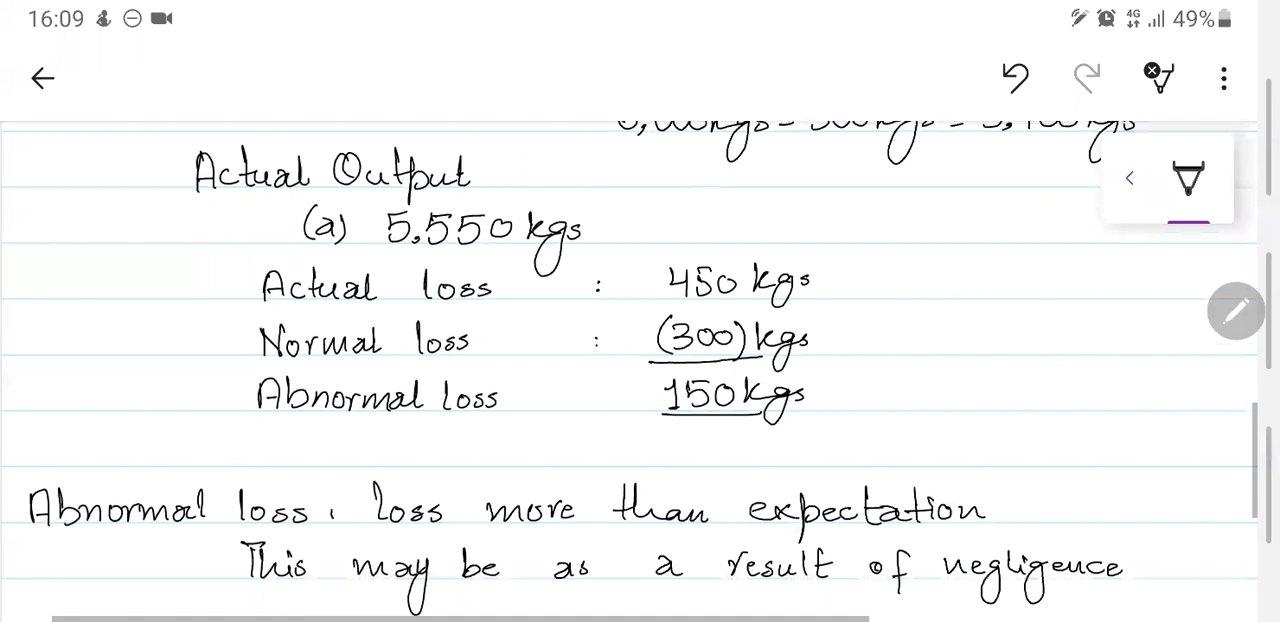 16:09 4G 49%
Actual Output
(a) 5,550 kgs
Actual loss : 450 kgs
Normal loss : (300) kgs
Abnormal loss 150 kgs
Abnormal loss, loss more than expectation
This may be as a result of negligence